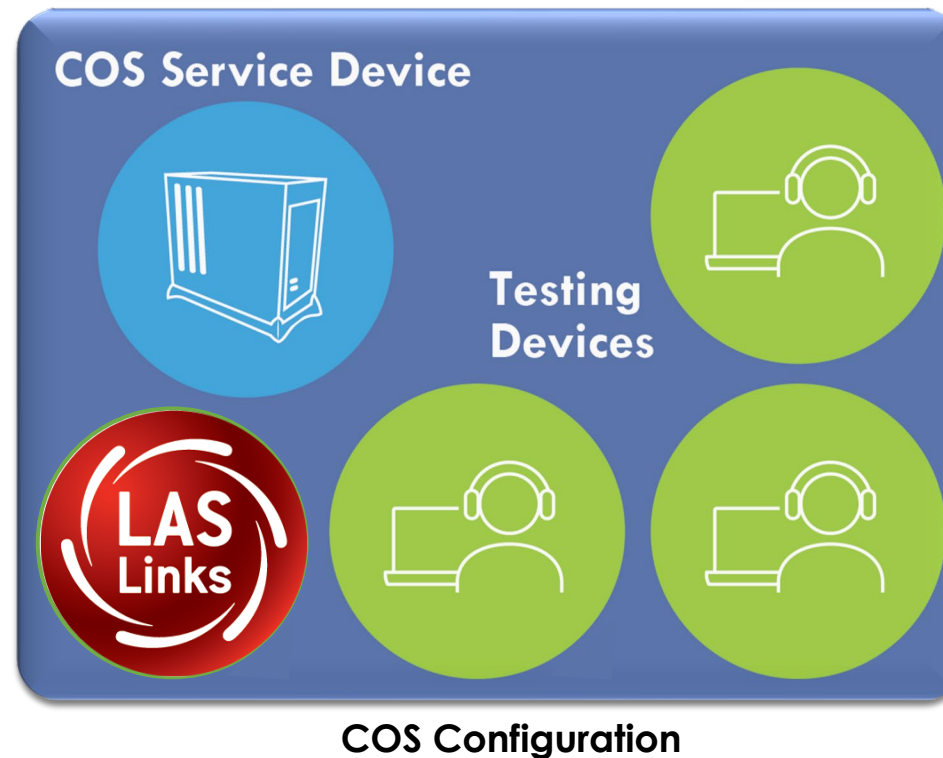 COS Service Device
Testing
Devices
LAS
Links
COS Configuration